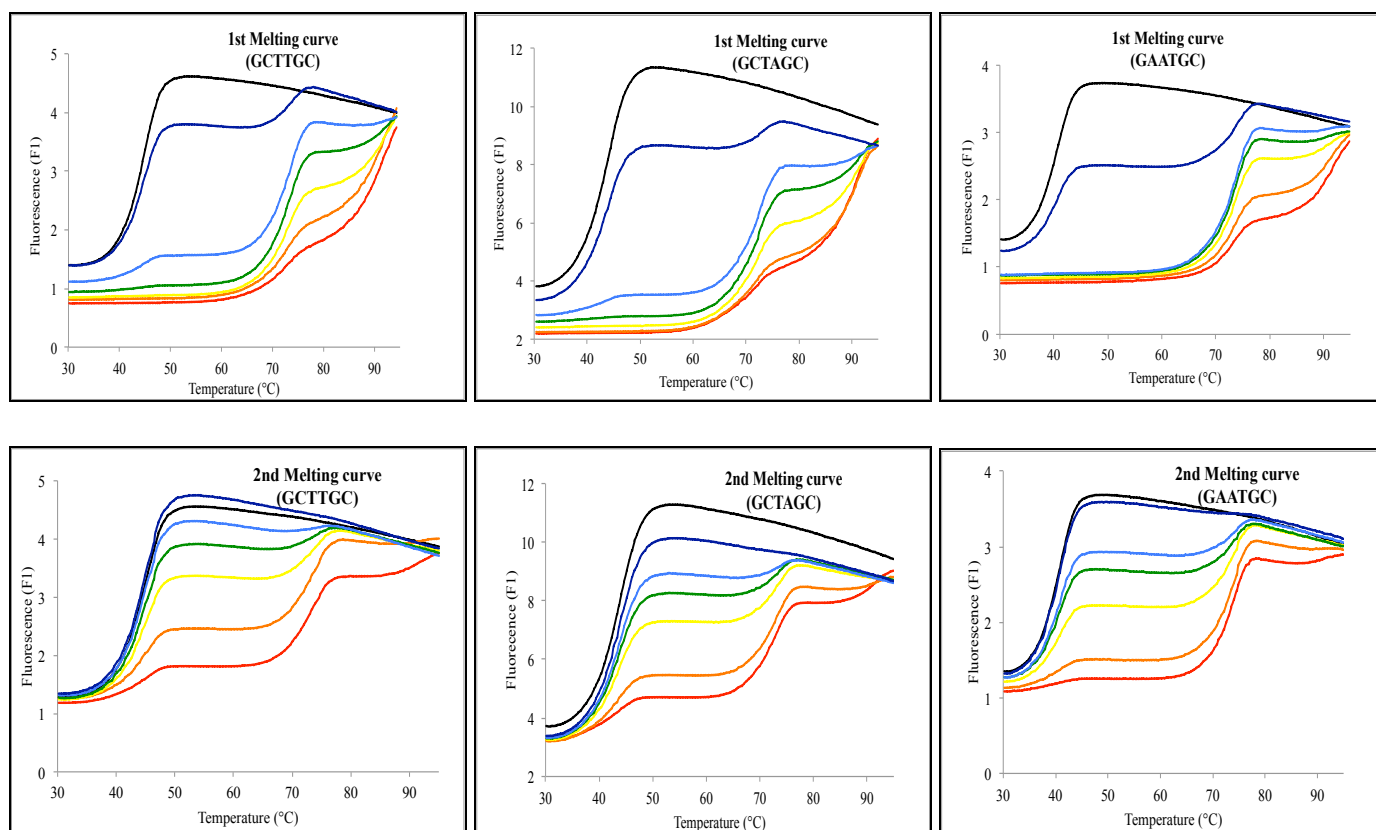 1st Melting curve
(GCTTGC)
5
4
3
2
1
0
Fluorescence (F1)
30 40 50 60 70 80 90
Temperature (°C)
1st Melting curve
(GCTAGC)
12
10
8
6
4
2
Fluorescence (F1)
30 40 50 60 70 80 90
Temperature (°C)
1st Melting curve
(GAATGC)
4
3
2
1
0
Fluorescence (F1)
30 40 50 60 70 80 90
Temperature (°C)
2nd Melting curve
(GCTTGC)
5
4
3
2
1
0
Fluorescence (F1)
30 40 50 60 70 80 90
Temperature (°C)
2nd Melting curve
(GCTAGC)
12
10
8
6
4
2
Fluorescence (F1)
30 40 50 60 70 80 90
Temperature (°C)
2nd Melting curve
(GAATGC)
4
3
2
1
0
Fluorescence (F1)
30 40 50 60 70 80 90
Temperature (°C)